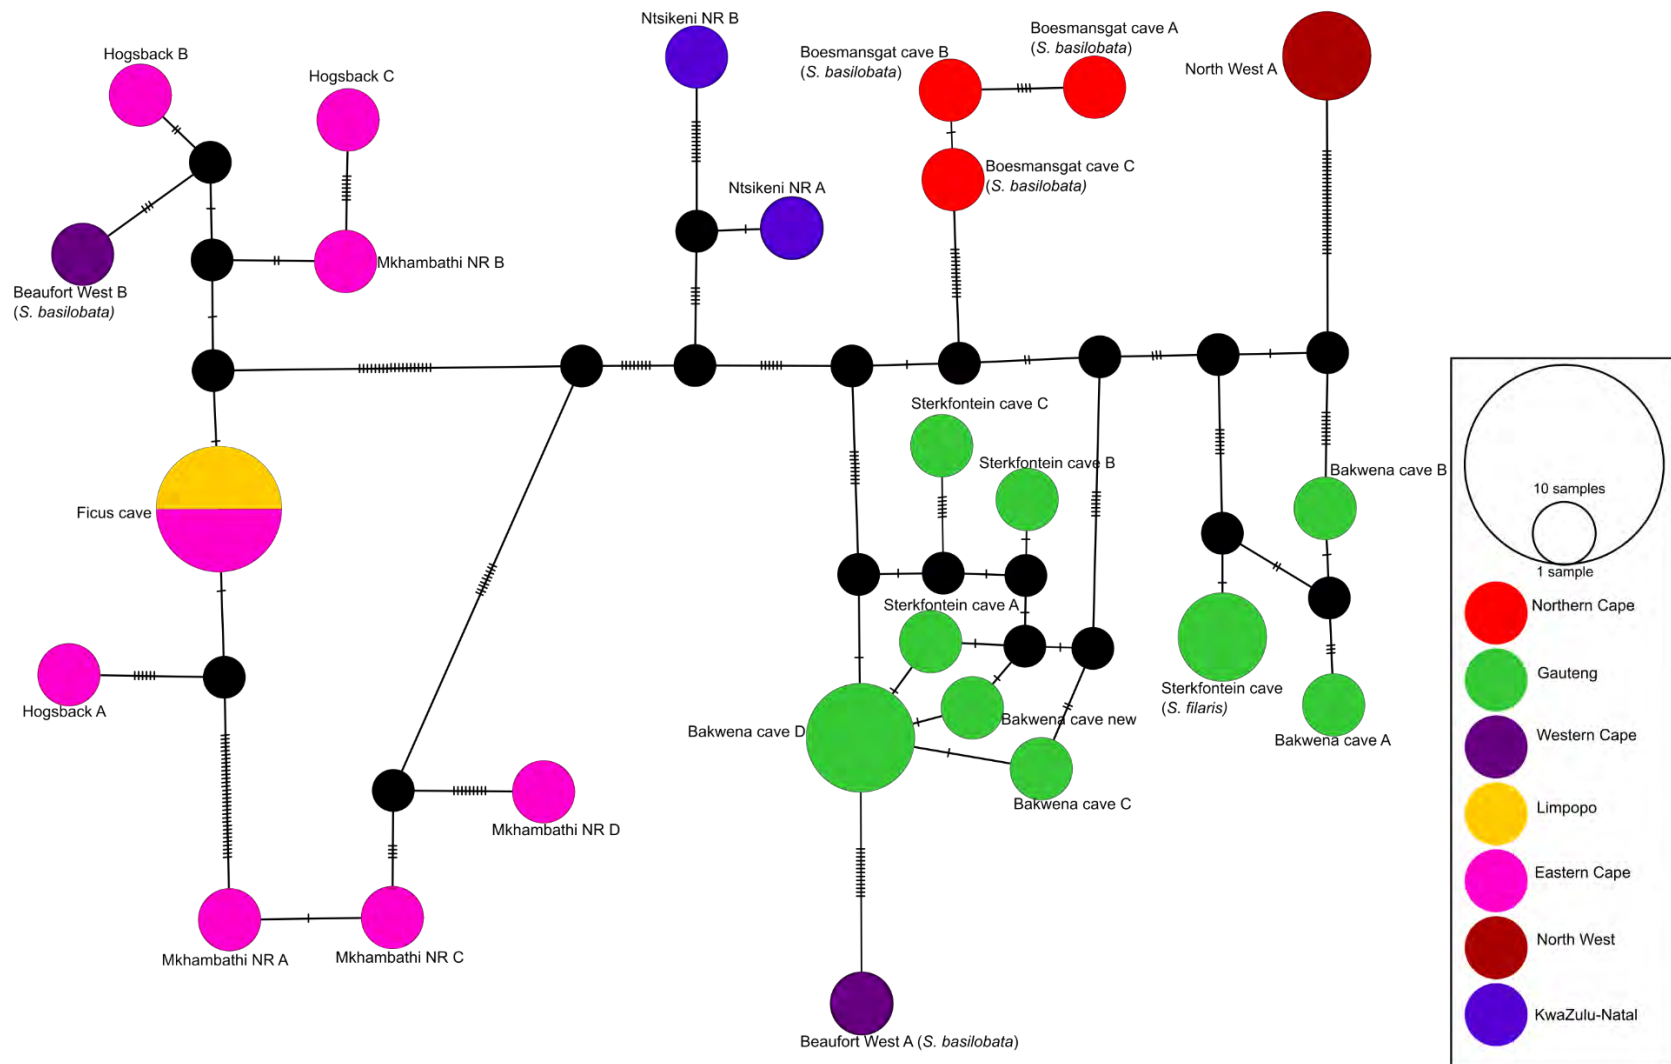 Ntsikeni NR B
Hogsback B
Hogsback C
Boesmansgat cave B
(S. basilobata)
Boesmansgat cave A
(S. basilobata)
North West A
Boesmansgat cave C
(S. basilobata)
Ntsikeni NR A
Mkhambathi NR B
Beaufort West B
(S. basilobata)
Sterkfontein cave C
Sterkfontein cave B
Bakwena cave B
Ficus cave
10 samples
1 sample
Sterkfontein cave A
Northern Cape
Gauteng
Sterkfontein cave
(S. filaris)
Hogsback A
Bakwena cave new
Bakwena cave D
Bakwena cave A
Western Cape
Bakwena cave C
Limpopo
Mkhambathi NR D
Eastern Cape
Mkhambathi NR A
Mkhambathi NR C
North West
KwaZulu-Natal
Beaufort West A (S. basilobata)